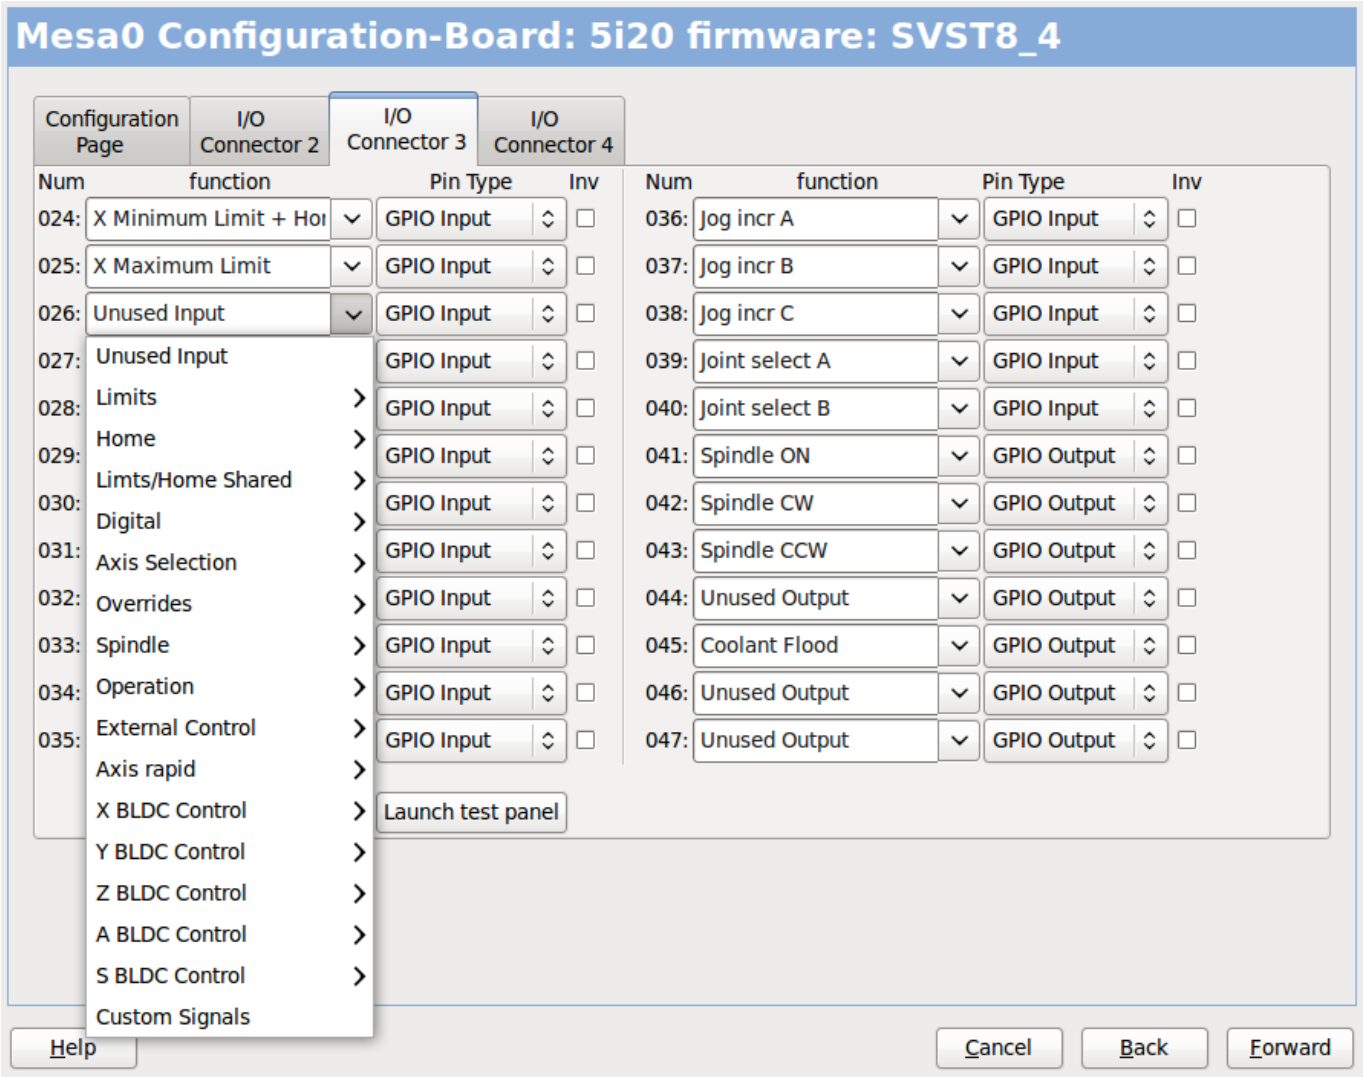 Mesa0 Configuration-Board: 5i20 firmware: SVST8_4
Configuration Page
I/O Connector 2
I/O Connector 3
I/O Connector 4
Num function Pin Type Inv Num function Pin Type Inv
024: X Minimum Limit + Hor GPIO Input 036: Jog incr A GPIO Input
025: X Maximum Limit GPIO Input 037: Jog incr B GPIO Input
026: Unused Input GPIO Input 038: Jog incr C GPIO Input
027: GPIO Input 039: Joint select A GPIO Input
028: GPIO Input 040: Joint select B GPIO Input
029: GPIO Input 041: Spindle ON GPIO Output
030: GPIO Input 042: Spindle CW GPIO Output
031: GPIO Input 043: Spindle CCW GPIO Output
032: GPIO Input 044: Unused Output GPIO Output
033: GPIO Input 045: Coolant Flood GPIO Output
034: GPIO Input 046: Unused Output GPIO Output
035: GPIO Input 047: Unused Output GPIO Output
Unused Input
Limits
Home
Limts/Home Shared
Digital
Axis Selection
Overrides
Spindle
Operation
External Control
Axis rapid
X BLDC Control
Y BLDC Control
Z BLDC Control
A BLDC Control
S BLDC Control
Custom Signals
Launch test panel
Help Cancel Back Forward